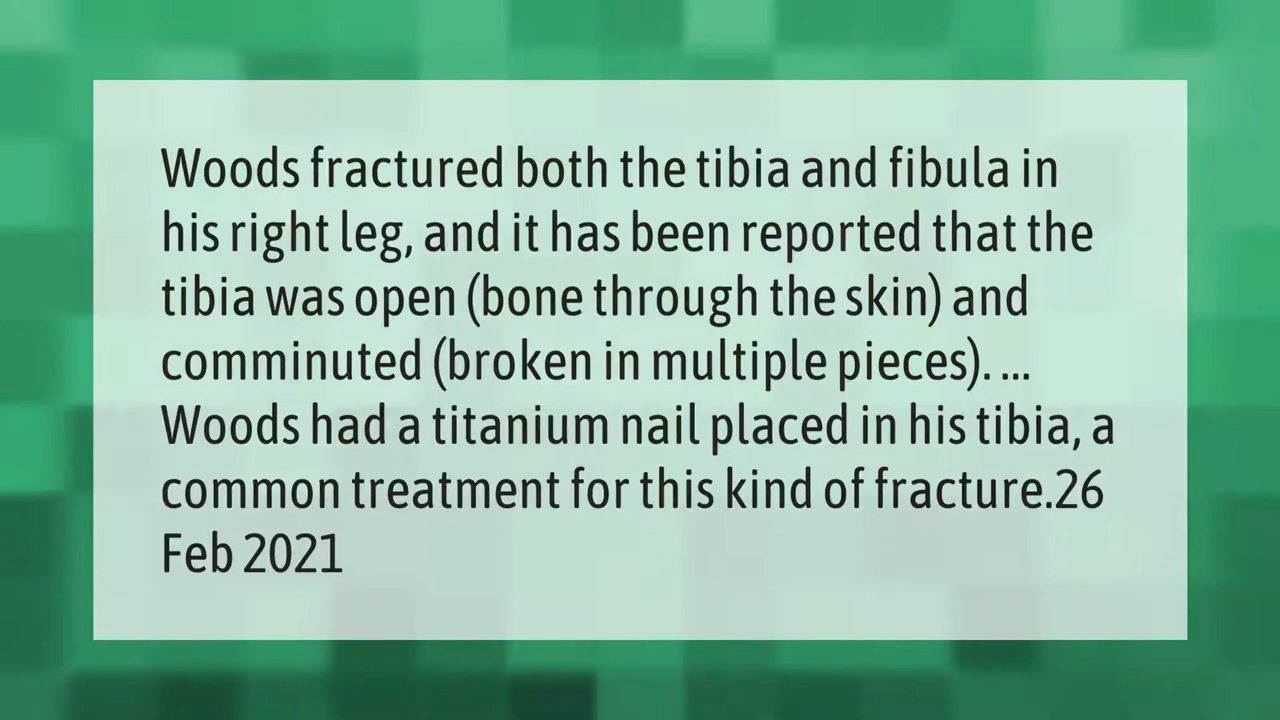 Woods fractured both the tibia and fibula in
his right leg, and it has been reported that the
tibia was open (bone through the skin) and
comminuted (broken in multiple pieces). ...
Woods had a titanium nail placed in his tibia, a
common treatment for this kind of fracture.26
Feb 2021